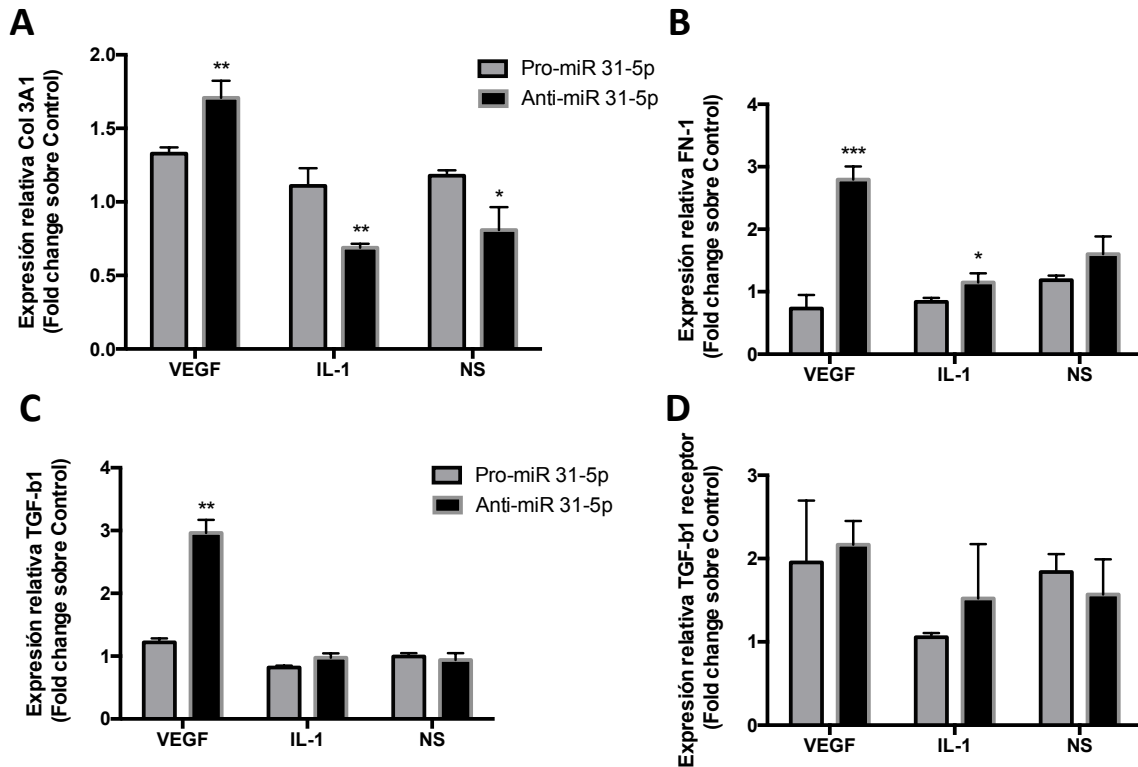 A
Expresión relativa Col 3A1
(Fold change sobre Control)
2.0
1.5
1.0
0.5
0.0
**
**
*
VEGF IL-1 NS
Pro-miR 31-5p
Anti-miR 31-5p
B
Expresión relativa FN-1
(Fold change sobre Control)
4
3
2
1
0
***
*
VEGF IL-1 NS
C
Expresión relativa TGF-b1
(Fold change sobre Control)
4
3
2
1
0
**
VEGF IL-1 NS
Pro-miR 31-5p
Anti-miR 31-5p
D
Expresión relativa TGF-b1 receptor
(Fold change sobre Control)
3
2
1
0
VEGF IL-1 NS